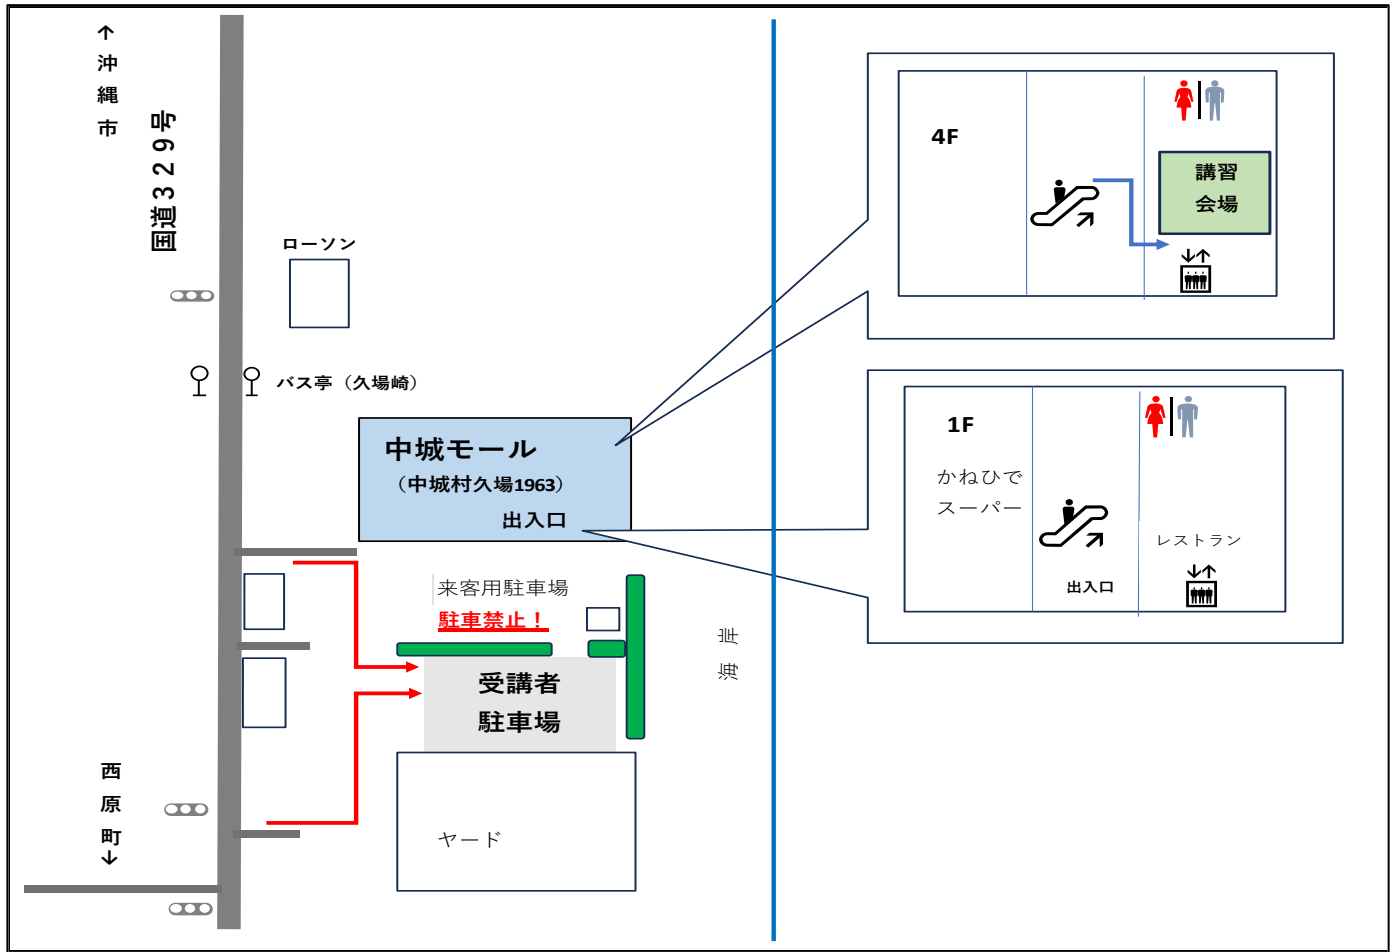 ↑沖縄市
国道329号
ローソン
バス亭（久場崎）
中城モール
（中城村久場1963）
出入口
来客用駐車場
駐車禁止！
受講者
駐車場
ヤード
西原町↓
海岸
4F
講習
会場
↓↑
1F
かねひで
スーパー
レストラン
出入口
↓↑